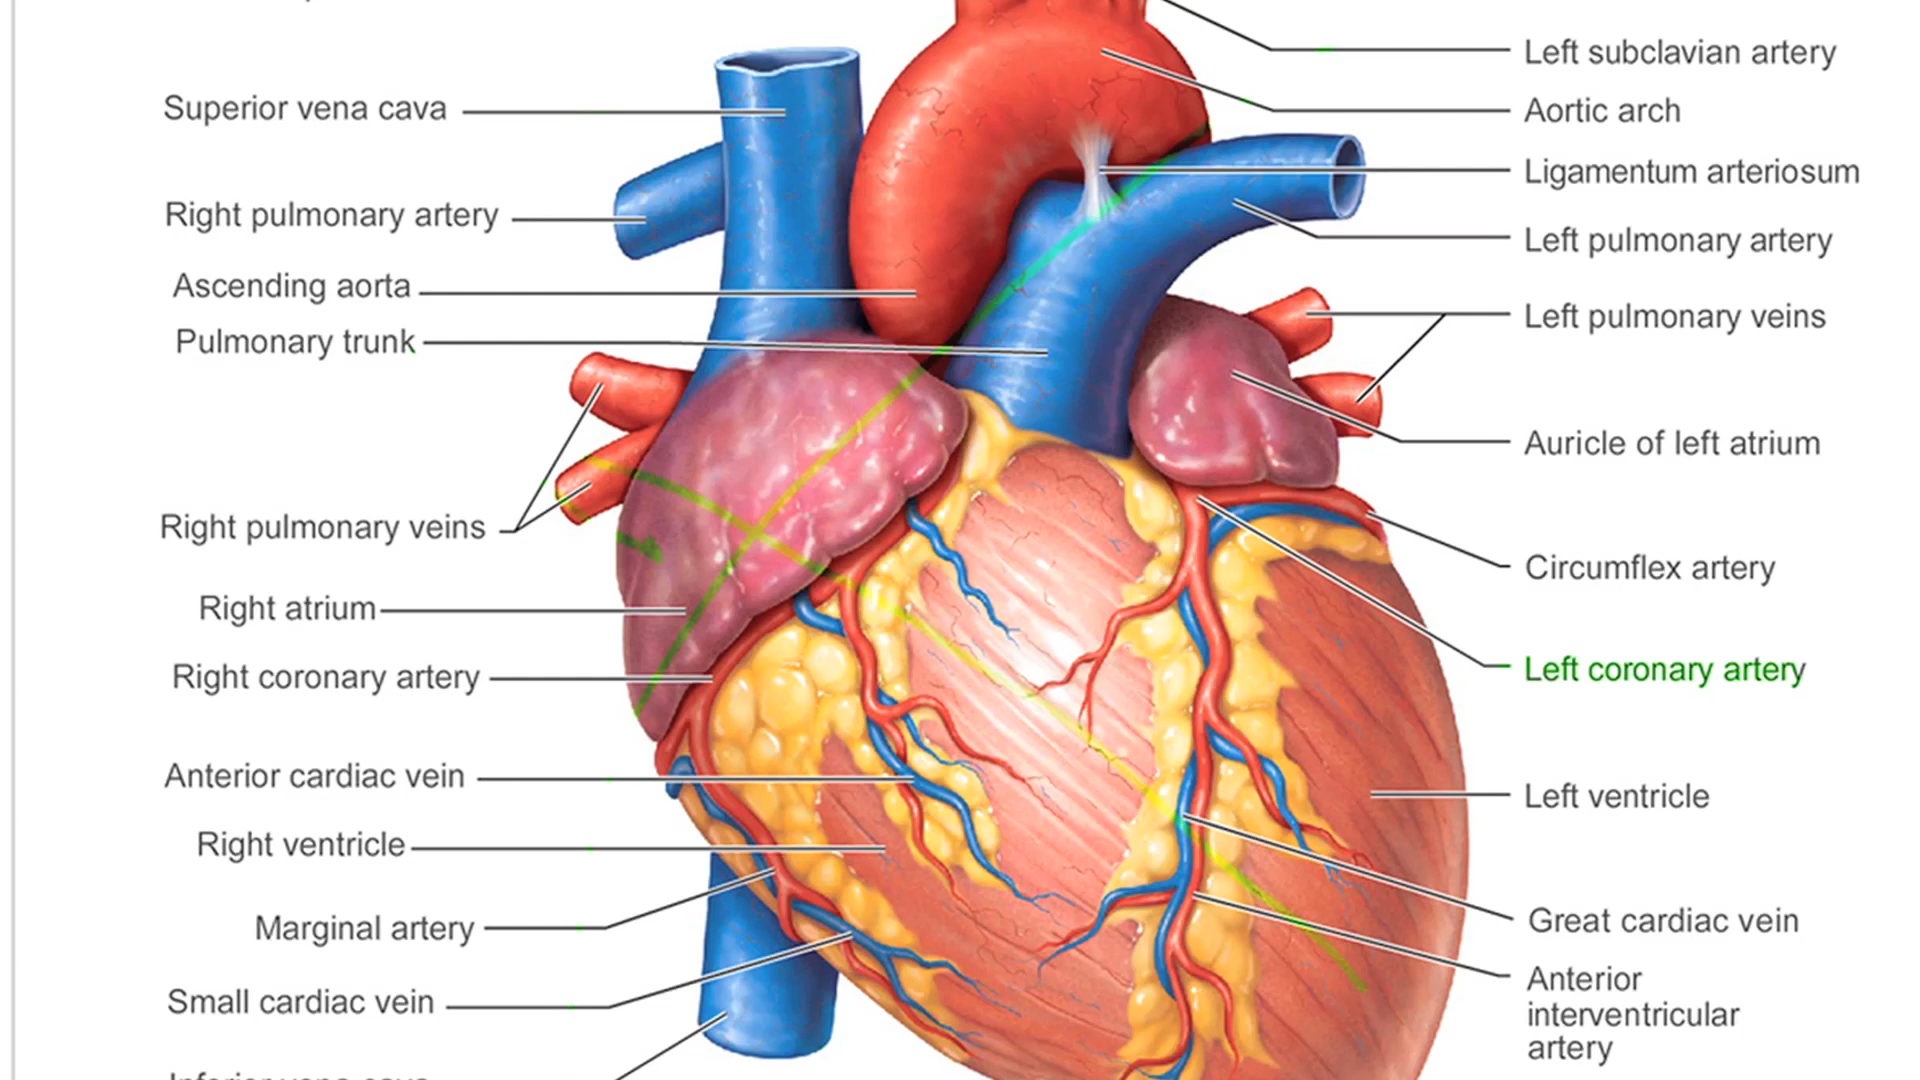 Superior vena cava
Right pulmonary artery
Ascending aorta
Pulmonary trunk
Right pulmonary veins
Right atrium
Right coronary artery
Anterior cardiac vein
Right ventricle
Marginal artery
Small cardiac vein
Left subclavian artery
Aortic arch
Ligamentum arteriosum
Left pulmonary artery
Left pulmonary veins
Auricle of left atrium
Circumflex artery
Left coronary artery
Left ventricle
Great cardiac vein
Anterior
interventricular
artery